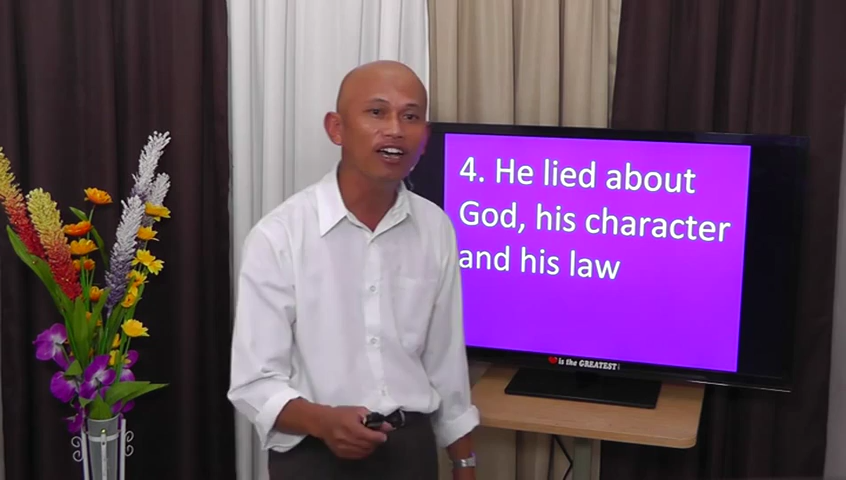 4. He lied about
God, his character
and his law
is the GREATEST